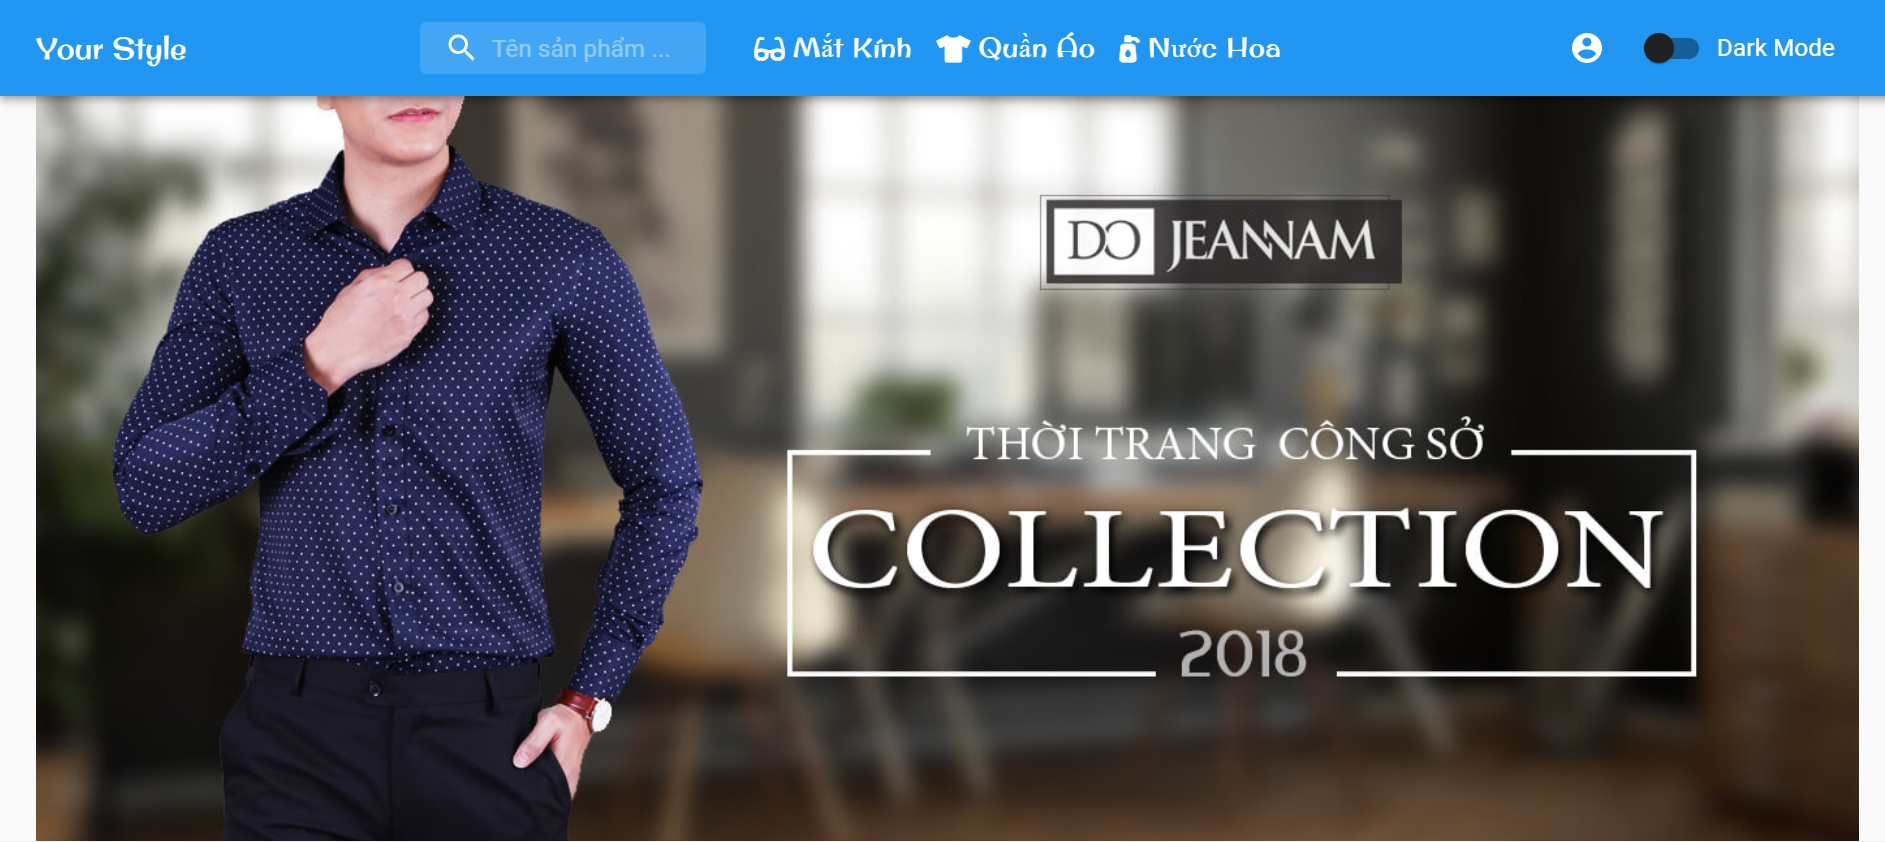 Your Style
Tên sản phẩm ...
Mắt Kính
Quần Áo
Nước Hoa
Dark Mode
DO JEANNAM
THỜI TRANG CÔNG SỞ
COLLECTION
2018